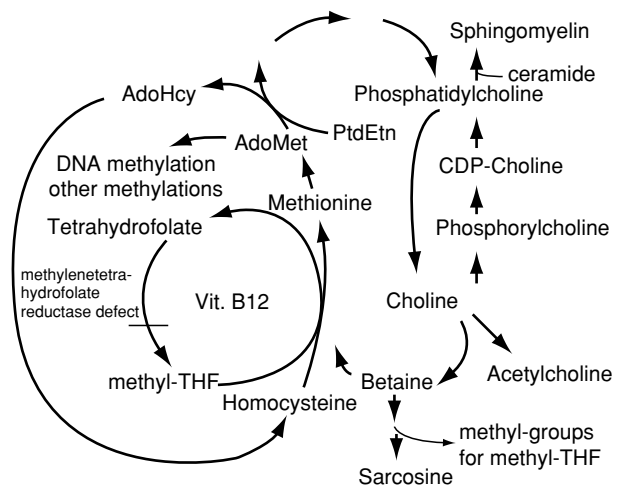 Sphingomyelin
ceramide
AdoHcy
Phosphatidylcholine
PtdEtn
AdoMet
DNA methylation
other methylations
CDP-Choline
Methionine
Tetrahydrofolate
Phosphorylcholine
methylenetetra-
hydrofolate
reductase defect
Vit. B12
Choline
methyl-THF
Betaine
Acetylcholine
Homocysteine
methyl-groups
for methyl-THF
Sarcosine